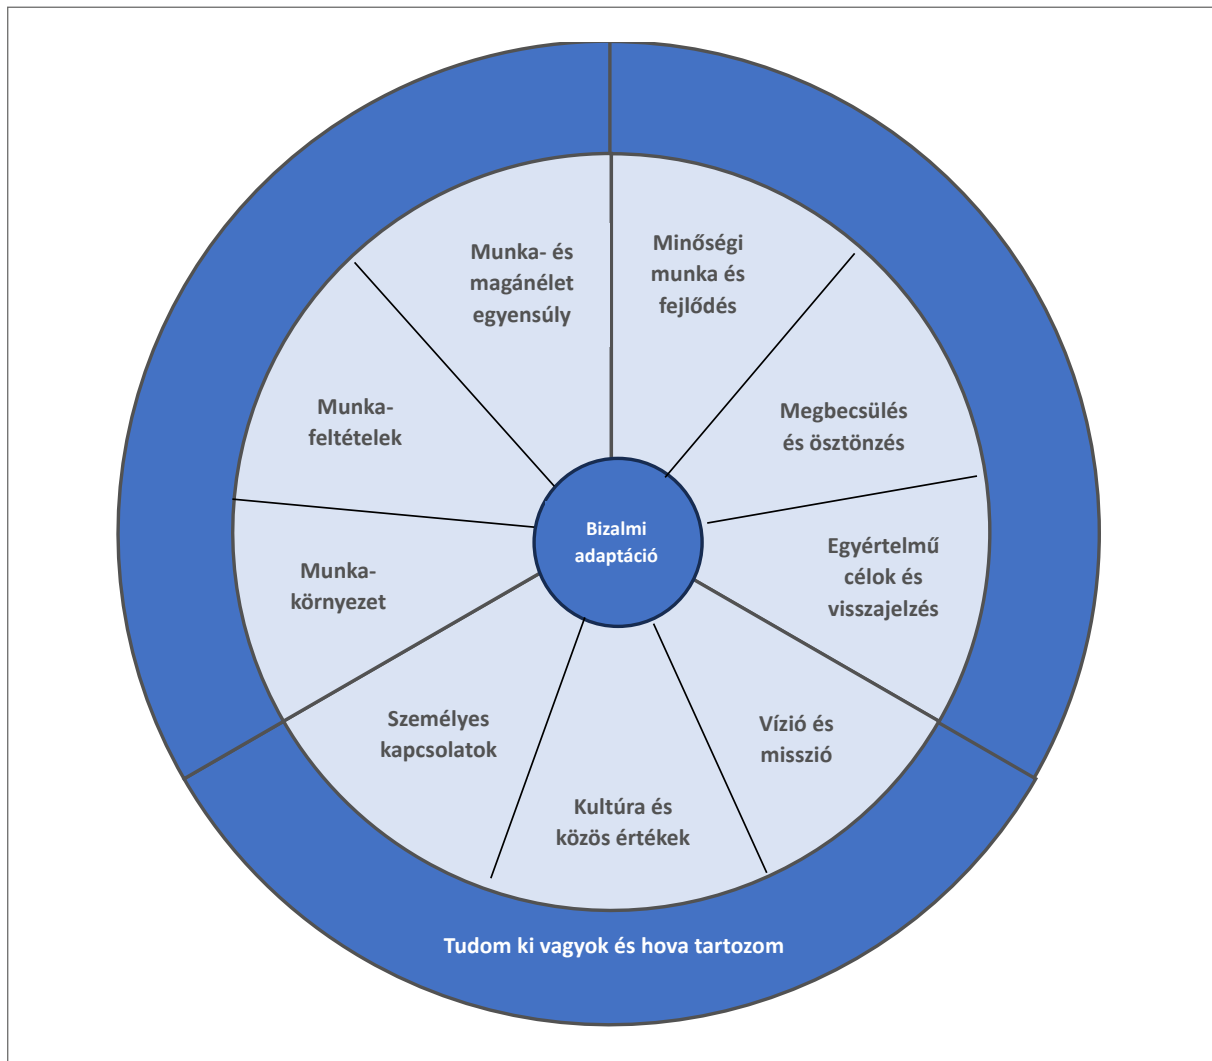 Munka- és
magánélet
egyensúly
Minőségi
munka és
fejlődés
Munka-
feltételek
Megbecsülés
és ösztönzés
Bizalmi
adaptáció
Egyértelmű
célok és
visszajelzés
Munka-
környezet
Személyes
kapcsolatok
Vízió és
misszió
Kultúra és
közös értékek
Tudom ki vagyok és hova tartozom